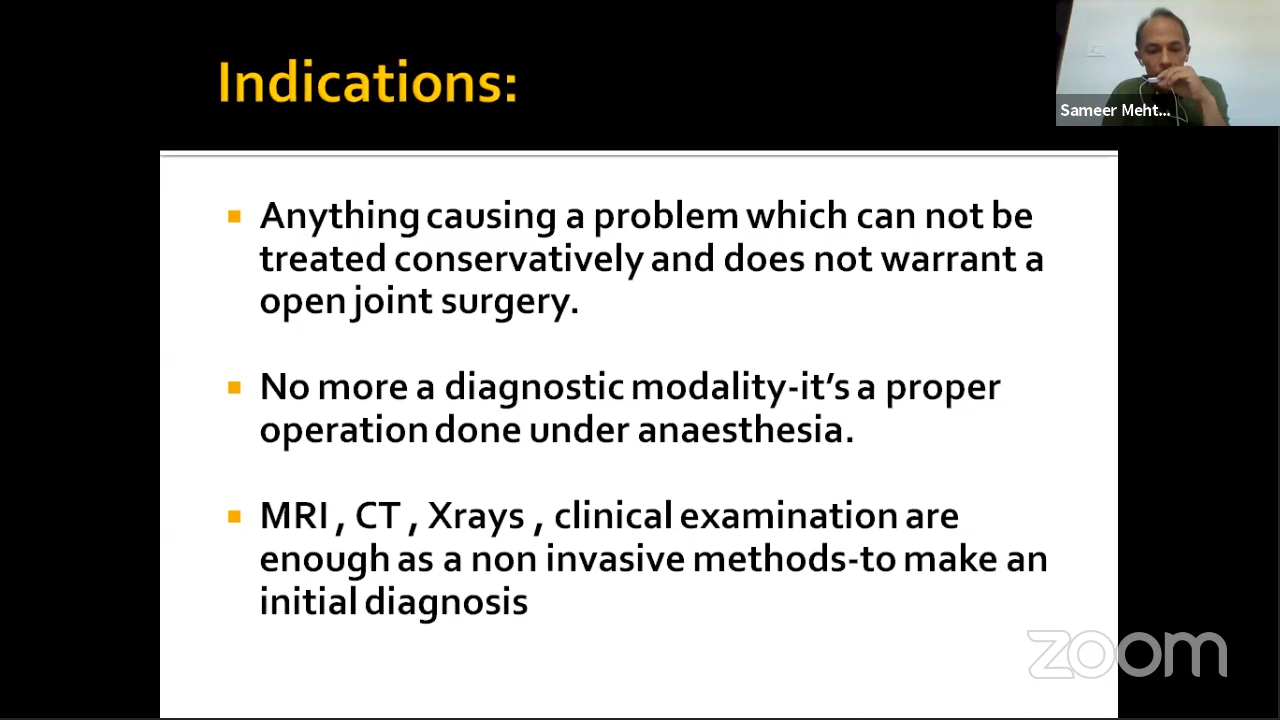 Indications:
Sameer Meht...
Anything causing a problem which can not be
treated conservatively and does not warrant a
open joint surgery.
No more a diagnostic modality-it's a proper
operation done under anaesthesia.
MRI , CT , Xrays , clinical examination are
enough as a non invasive methods-to make an
initial diagnosis
zoom